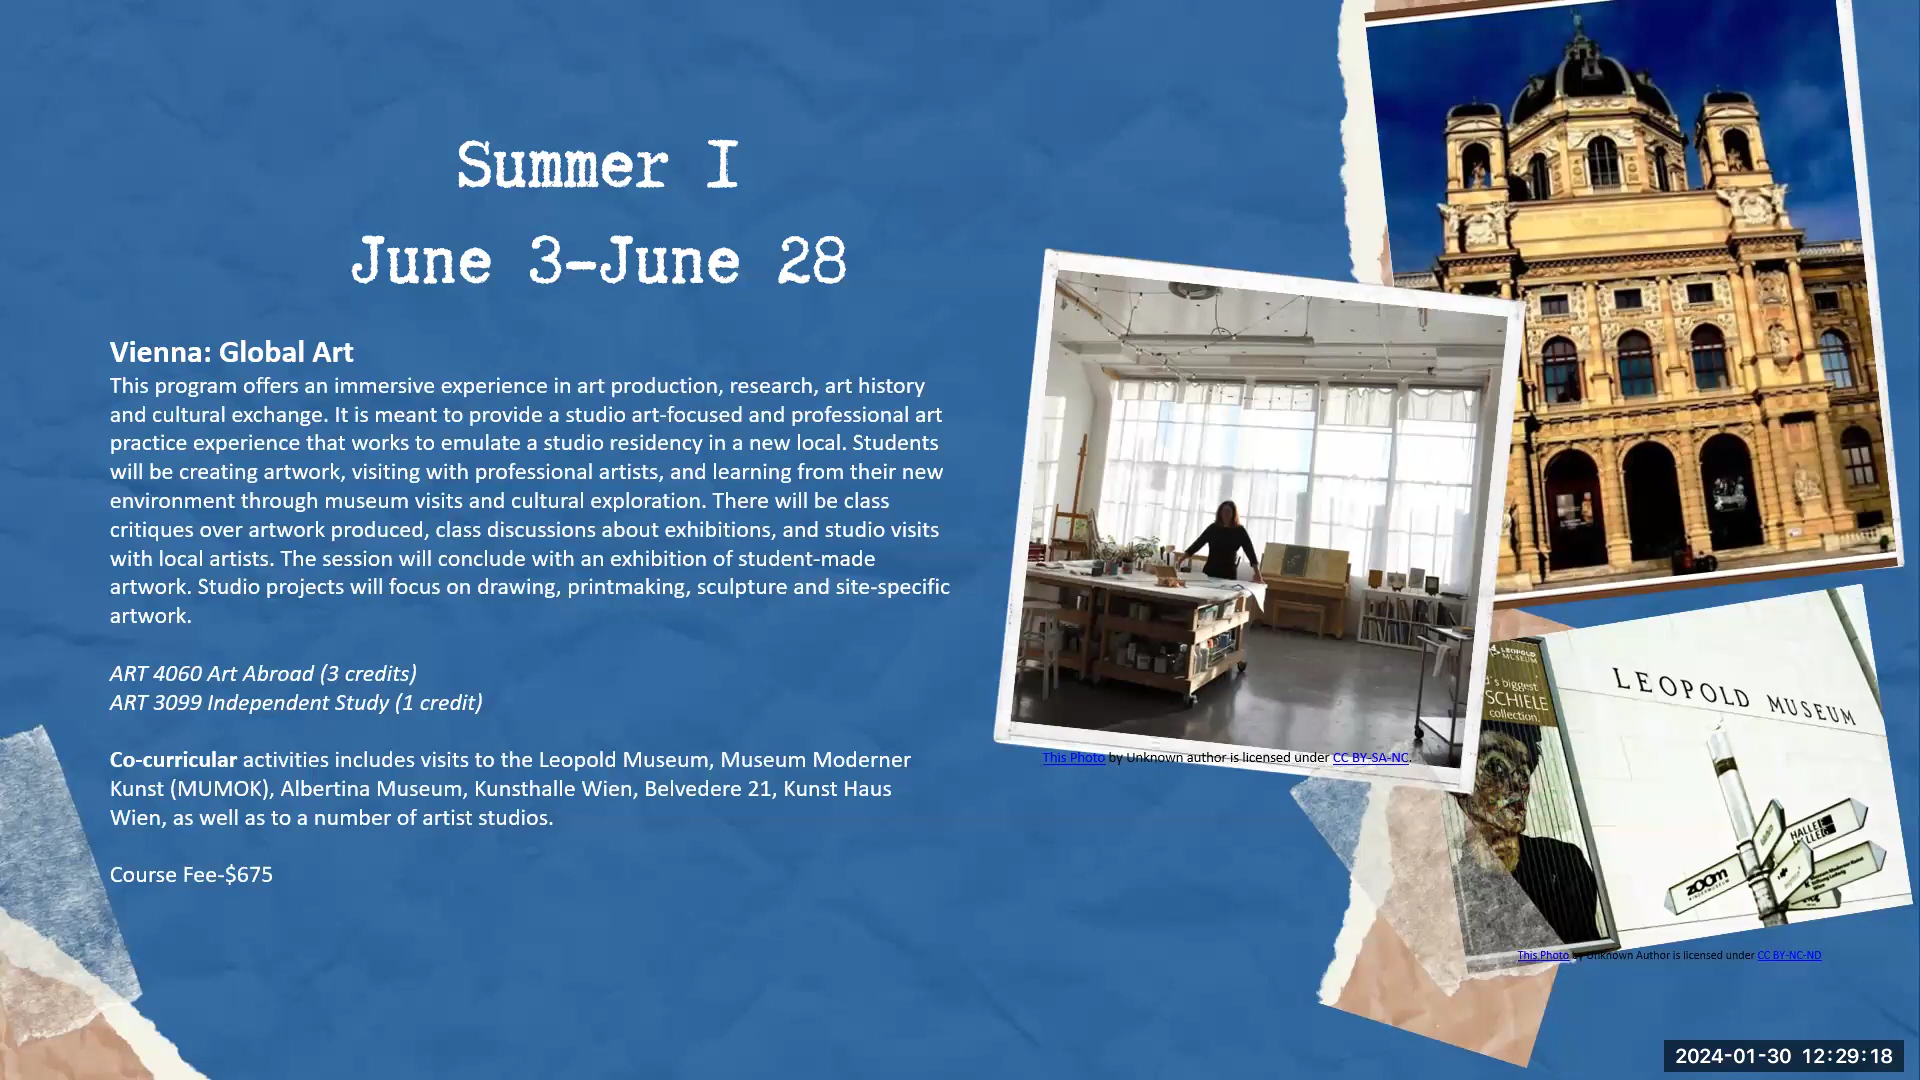 Summer I
June 3-June 28
Vienna: Global Art
This program offers an immersive experience in art production, research, art history
and cultural exchange. It is meant to provide a studio art-focused and professional art
practice experience that works to emulate a studio residency in a new local. Students
will be creating artwork, visiting with professional artists, and learning from their new
environment through museum visits and cultural exploration. There will be class
critiques over artwork produced, class discussions about exhibitions, and studio visits
with local artists. The session will conclude with an exhibition of student-made
artwork. Studio projects will focus on drawing, printmaking, sculpture and site-specific
artwork.
ART 4060 Art Abroad (3 credits)
ART 3099 Independent Study (1 credit)
Co-curricular activities includes visits to the Leopold Museum, Museum Moderner
Kunst (MUMOK), Albertina Museum, Kunsthalle Wien, Belvedere 21, Kunst Haus
Wien, as well as to a number of artist studios.
Course Fee-$675
This Photo by Unknown author is licensed under CC BY-SA-NC.
LEOPOLD
MUSEUM
d's biggest
SCHIELE
collection.
LEOPOLD MUSEUM
HALLE
zoom
This Photo by Unknown Author is licensed under CC BY-NC-ND
2024-01-30 12:29:18